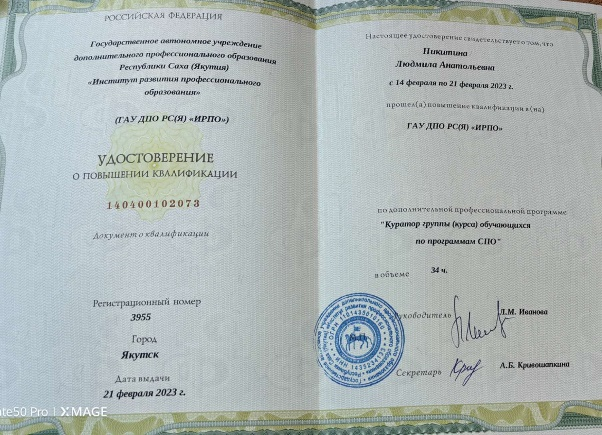 РОССИЙСКАЯ ФЕДЕРАЦИЯ
Государственное автономное учреждение
дополнительного профессионального образования
Республики Саха (Якутия)
«Институт развития профессионального
образования»
(ГАУ ДПО РС(Я) «ИРПО»)
УДОСТОВЕРЕНИЕ
О ПОВЫШЕНИИ КВАЛИФИКАЦИИ
140400102073
Документ о квалификации
Регистрационный номер
3955
Город
Якутск
Дата выдачи
21 февраля 2023 г.
Настоящее удостоверение свидетельствует о том, что
Никитина
Людмила Анатольевна
с 14 февраля по 21 февраля 2023 г.
прошел(а) повышение квалификации в (на)
ГАУ ДПО РС(Я) «ИРПО»
по дополнительной профессиональной программе
"Куратор группы (курса) обучающихся
по программам СПО"
в объеме 34 ч.
Руководитель Л.М. Иванова
Секретарь А.Б. Кривошапкина
ate50 Pro | XMAGE